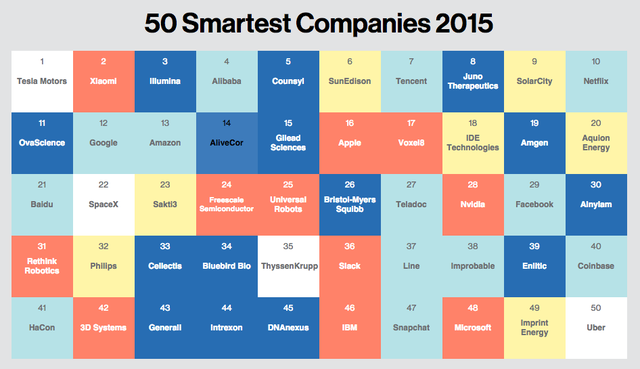 50 Smartest Companies 2015
1
Tesla Motors
2
Xiaomi
3
Illumina
4
Alibaba
5
Counsyl
6
SunEdison
7
Tencent
8
Juno
Therapeutics
9
SolarCity
10
Netflix
11
OvaScience
12
Google
13
Amazon
14
AliveCor
15
Gilead
Sciences
16
Apple
17
Voxel8
18
IDE
Technologies
19
Amgen
20
Aquion
Energy
21
Baidu
22
SpaceX
23
Sakti3
24
Freescale
Semiconductor
25
Universal
Robots
26
Bristol-Myers
Squibb
27
Teladoc
28
Nvidia
29
Facebook
30
Alnylam
31
Rethink
Robotics
32
Philips
33
Cellectis
34
Bluebird Bio
35
ThyssenKrupp
36
Slack
37
Line
38
Improbable
39
Enlitic
40
Coinbase
41
HaCon
42
3D Systems
43
Generali
44
Intrexon
45
DNAnexus
46
IBM
47
Snapchat
48
Microsoft
49
Imprint
Energy
50
Uber